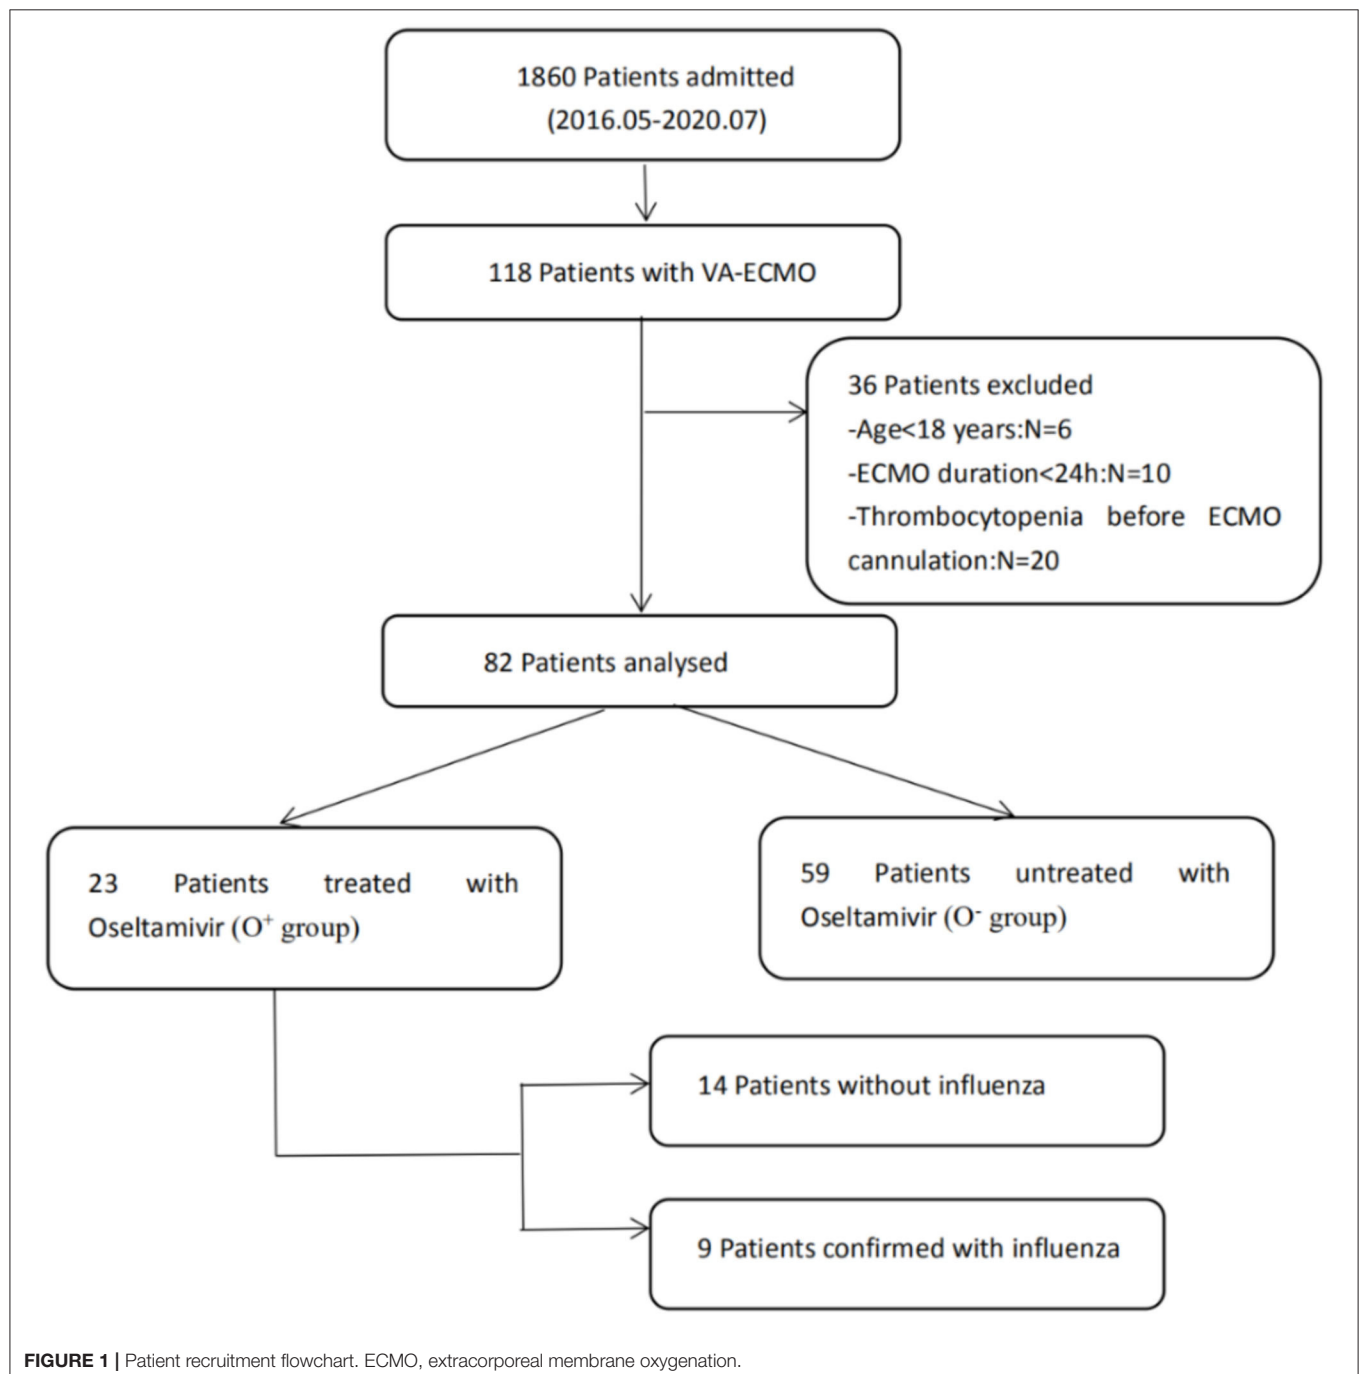 1860 Patients admitted
(2016.05-2020.07)
118 Patients with VA-ECMO
36 Patients excluded
-Age<18 years:N=6
-ECMO duration<24h:N=10
-Thrombocytopenia before ECMO
cannulation:N=20
82 Patients analysed
23 Patients treated with
Oseltamivir (O⁺ group)
59 Patients untreated with
Oseltamivir (O⁻ group)
14 Patients without influenza
9 Patients confirmed with influenza
FIGURE 1 | Patient recruitment flowchart. ECMO, extracorporeal membrane oxygenation.